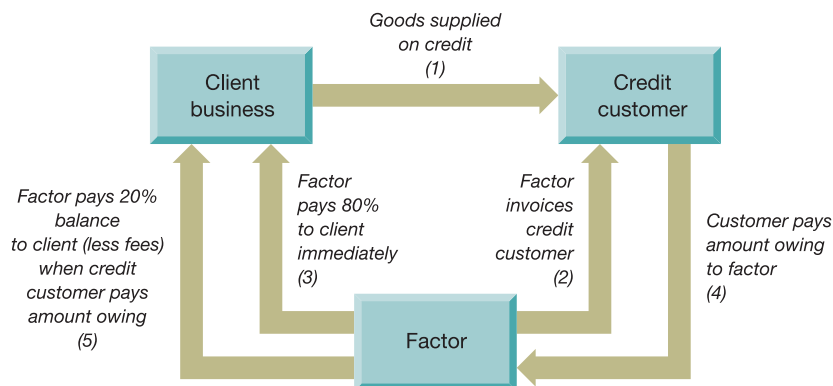 Goods supplied
on credit
(1)
Client
business
Credit
customer
Factor pays 20%
balance
to client (less fees)
when credit
customer pays
amount owing
(5)
Factor
pays 80%
to client
immediately
(3)
Factor
invoices
credit
customer
(2)
Customer pays
amount owing
to factor
(4)
Factor